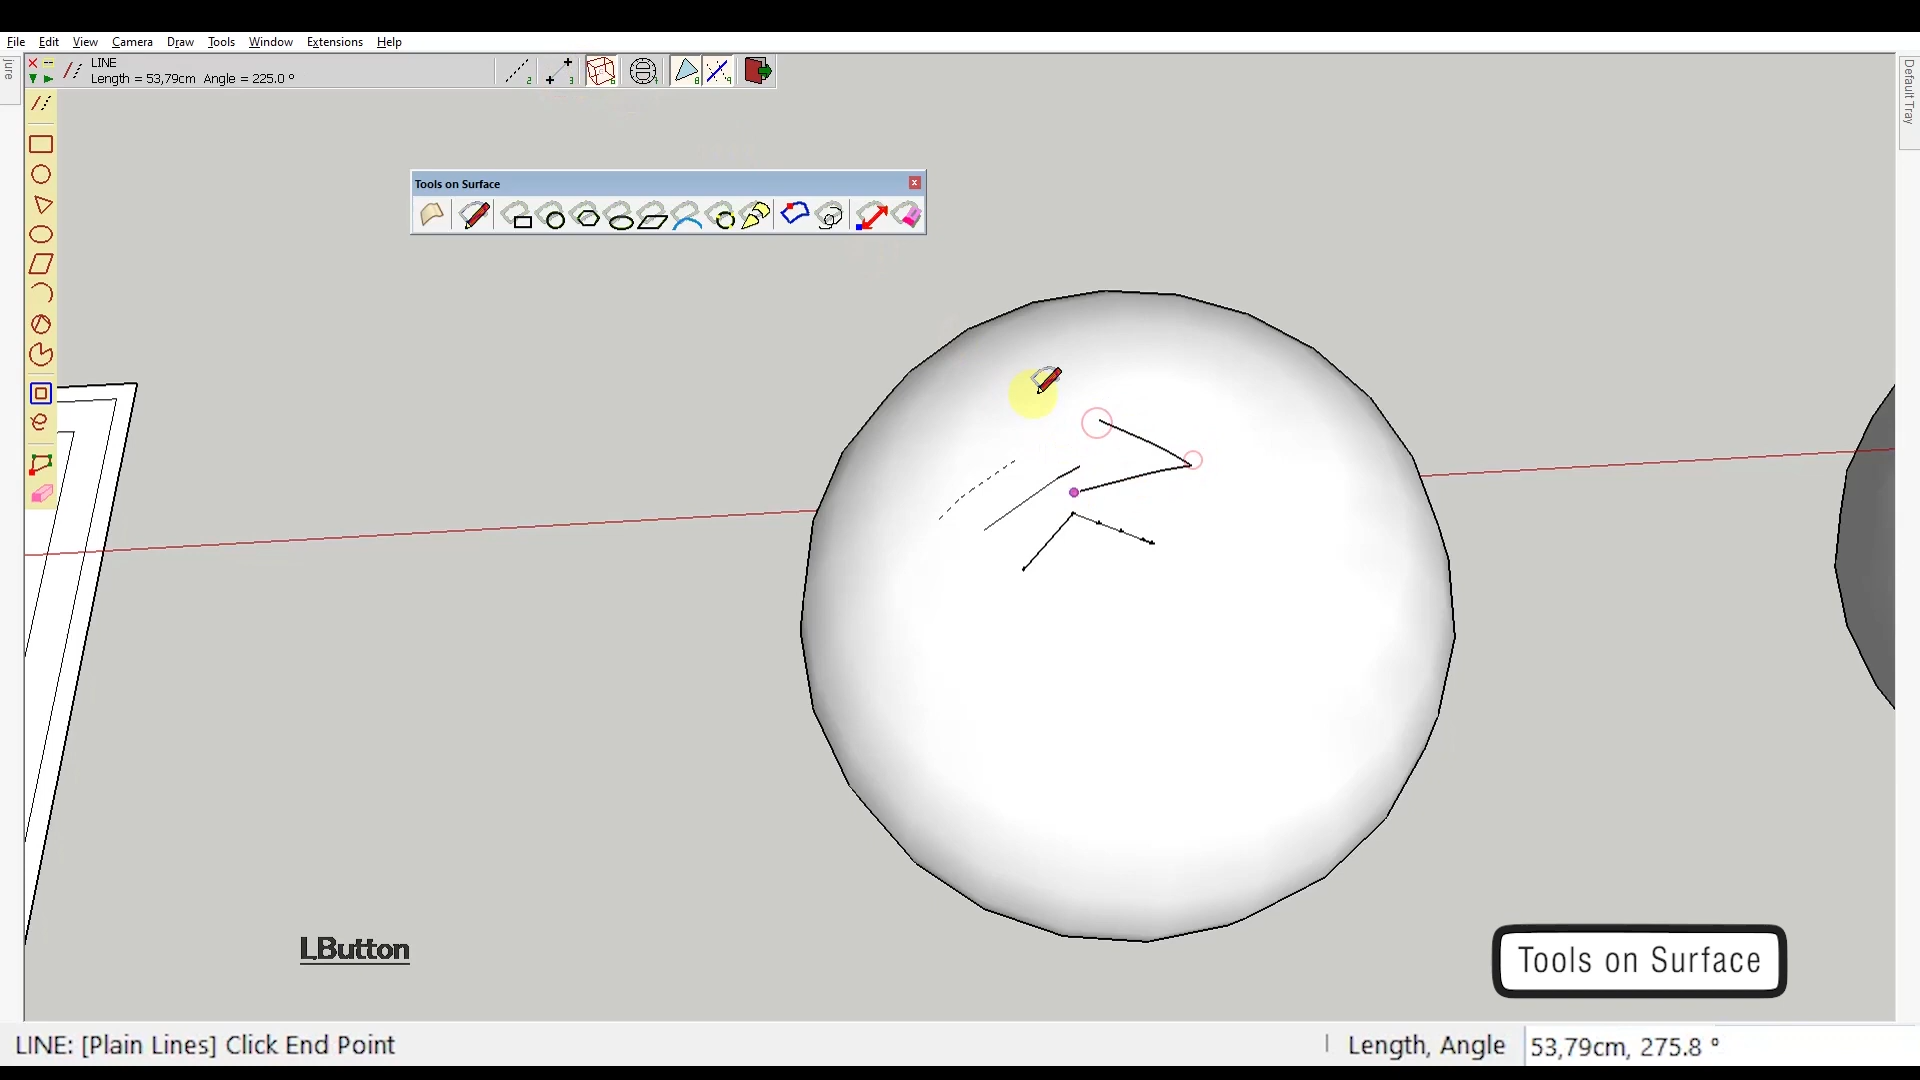 File Edit View Camera Draw Tools Window Extensions Help
LINE
Length = 53,79cm Angle = 225.0 °
Default Tray
Tools on Surface
LButton
Tools on Surface
LINE: [Plain Lines] Click End Point
Length, Angle 53,79cm, 275.8 °